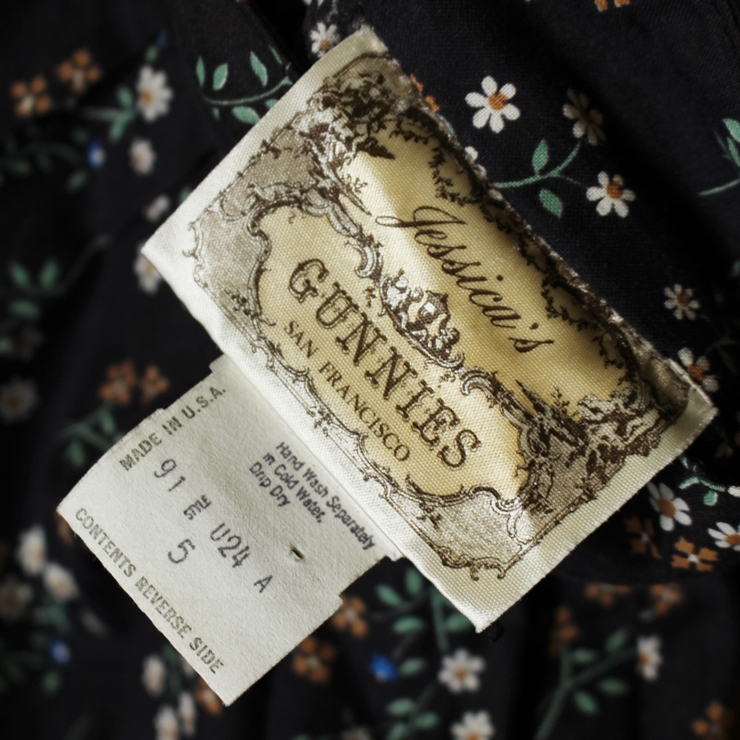 Jessica's
GUNNIES
SAN FRANCISCO
MADE IN U.S.A.
91 U24 A
5
Hand Wash Separately
in Cold Water,
Drip Dry
CONTENTS REVERSE SIDE